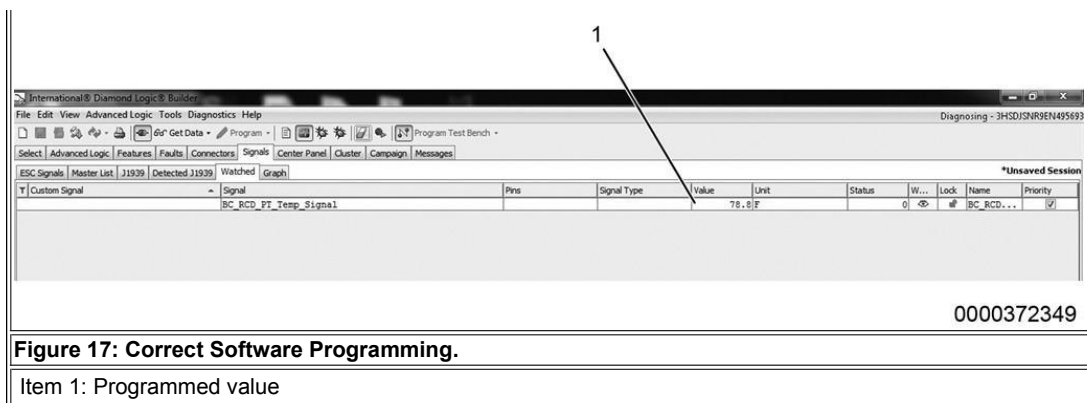 1
International® Diamond Logic® Builder
File Edit View Advanced Logic Tools Diagnostics Help Diagnosing - 3HSDJSNR9EN495693
Get Data Program Program Test Bench
Select Advanced Logic Features Faults Connectors Signals Center Panel Cluster Campaign Messages
ESC Signals Master List J1939 Detected J1939 Watched Graph *Unsaved Session
T Custom Signal Signal Pins Signal Type Value Unit Status W... Lock Name Priority
BC_RCD_PT_Temp_Signal 78.8 F 0 BC_RCD...
0000372349
Figure 17: Correct Software Programming.
Item 1: Programmed value